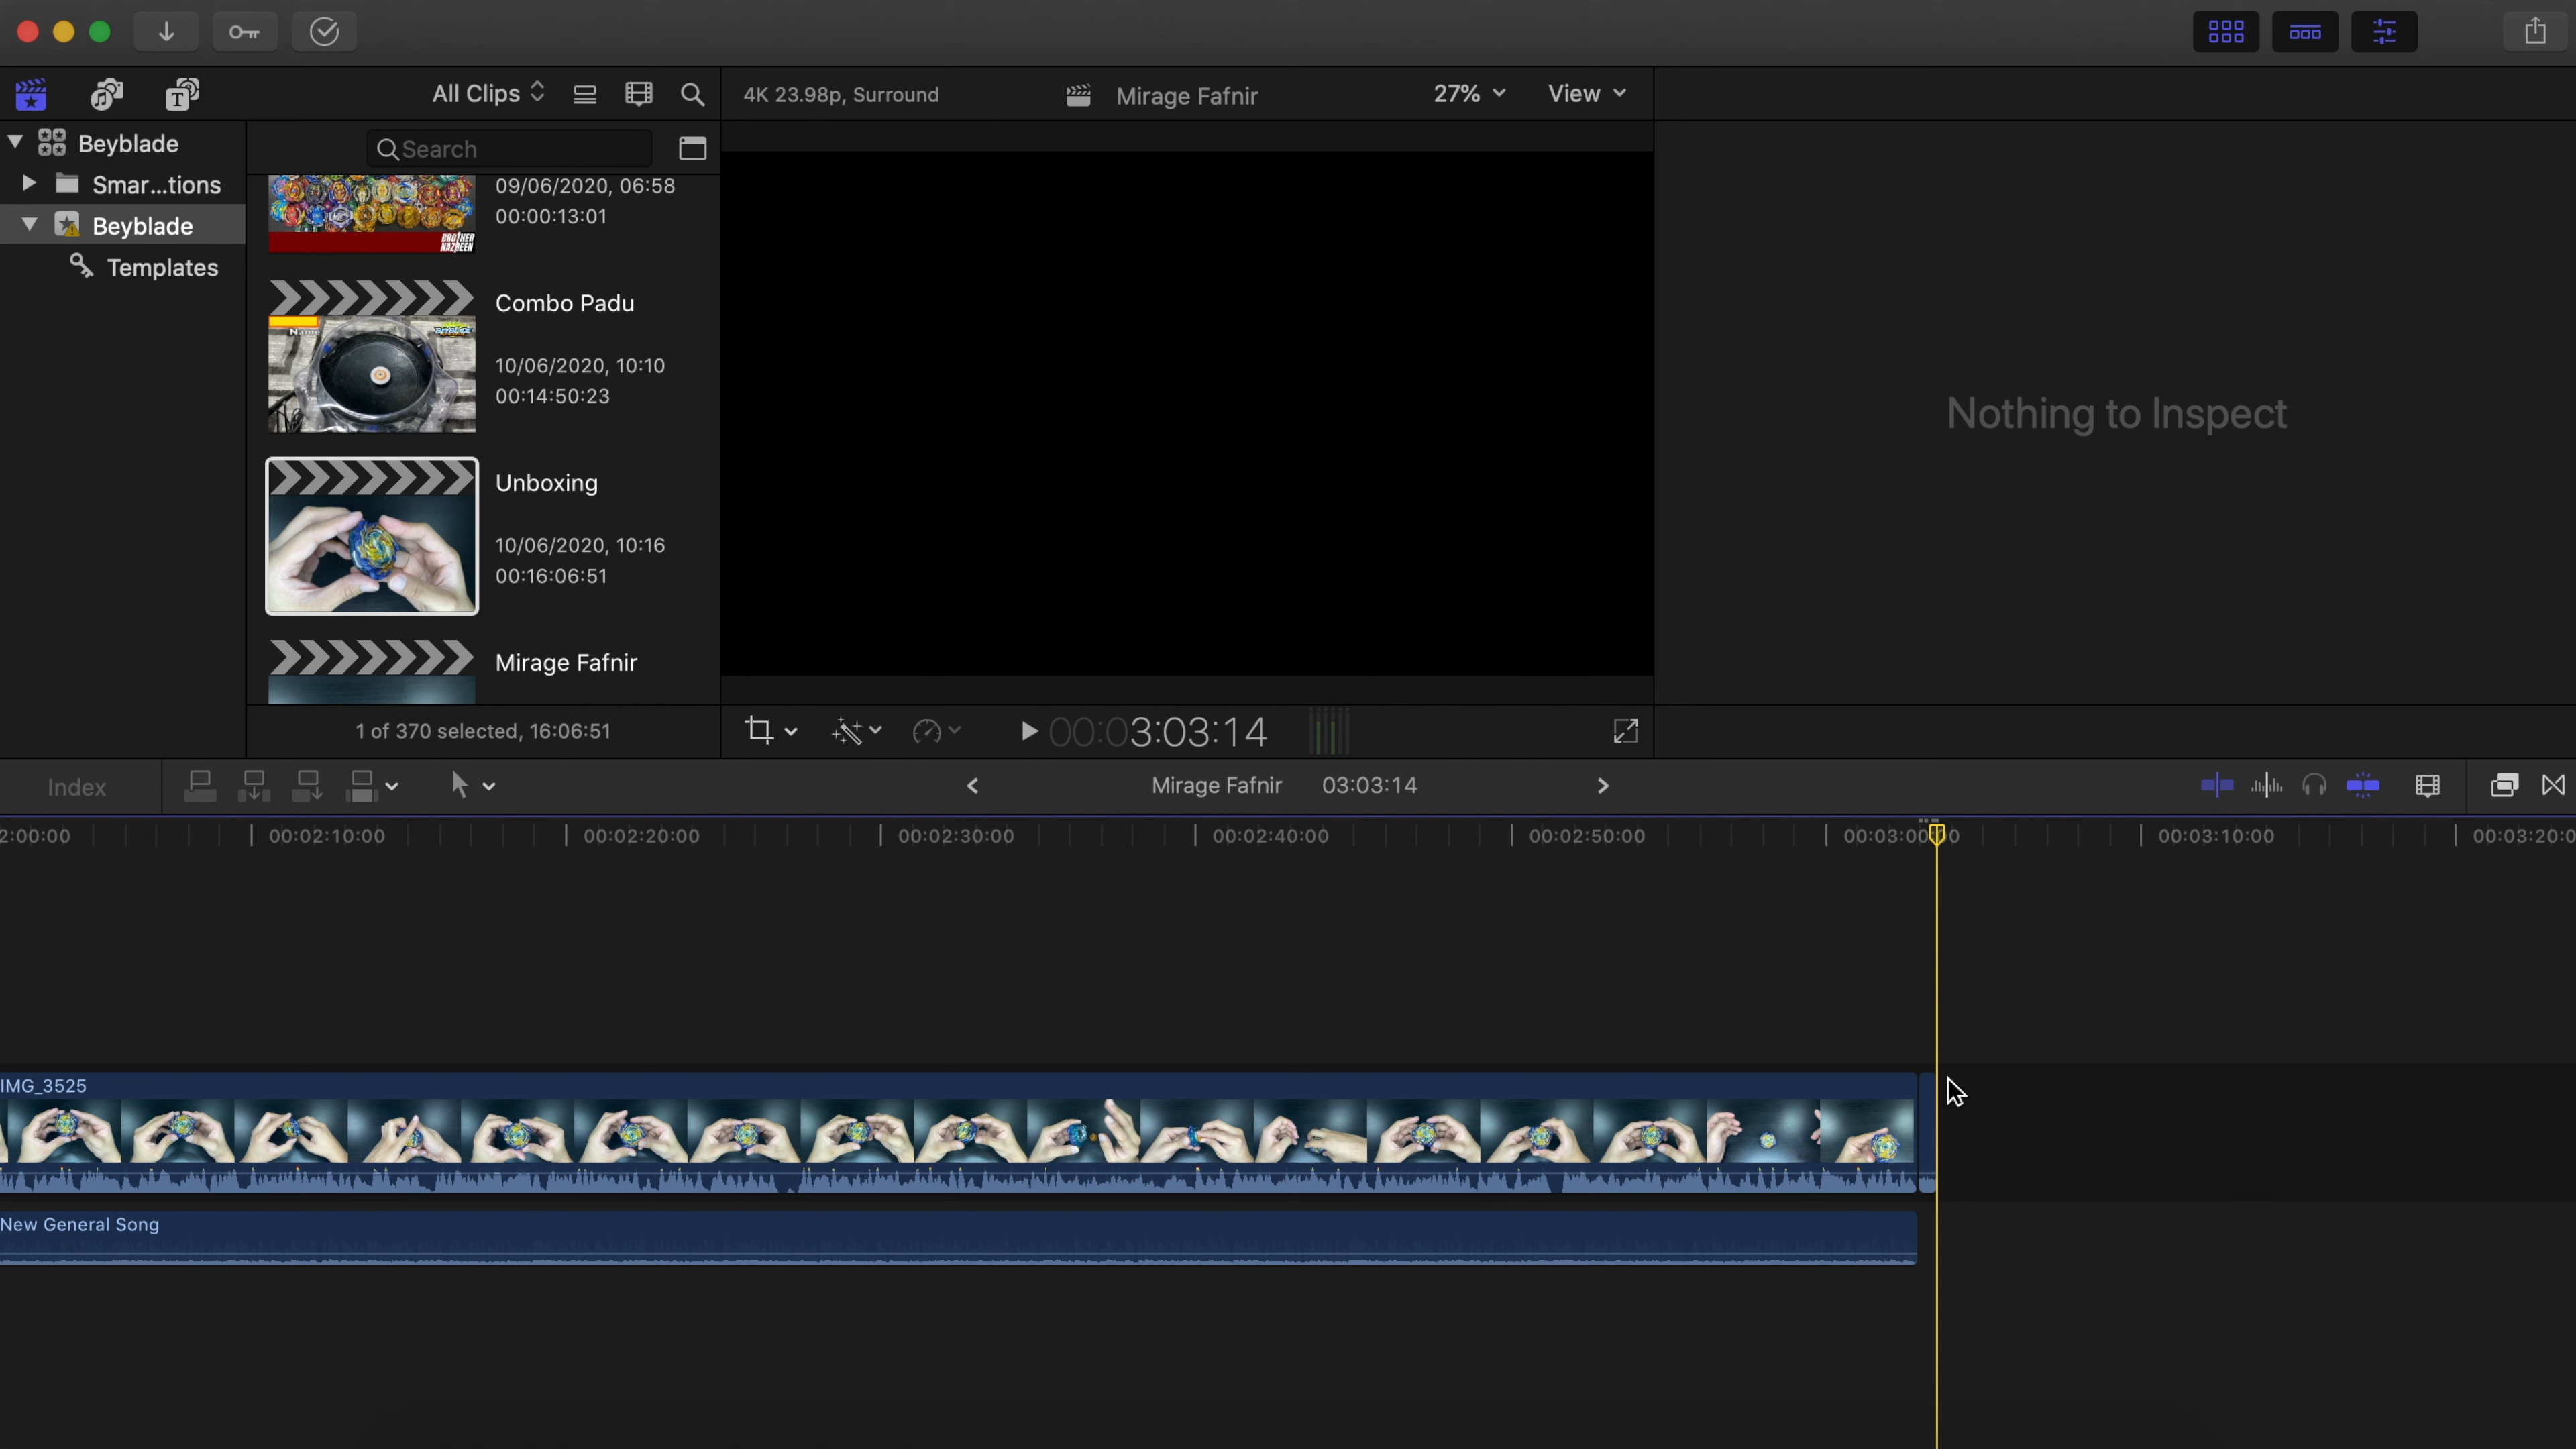 All Clips
4K 23.98p, Surround
Mirage Fafnir
27%
View
Beyblade
Smar...tions
Beyblade
Templates
Search
09/06/2020, 06:58
00:00:13:01
BROTHER
NAZREEN
Combo Padu
10/06/2020, 10:10
00:14:50:23
Name
BEYBLADE
Unboxing
10/06/2020, 10:16
00:16:06:51
Mirage Fafnir
1 of 370 selected, 16:06:51
Nothing to Inspect
00:03:03:14
Index
Mirage Fafnir 03:03:14
2:00:00
00:02:10:00
00:02:20:00
00:02:30:00
00:02:40:00
00:02:50:00
00:03:00:00
00:03:10:00
00:03:20:0
IMG_3525
New General Song